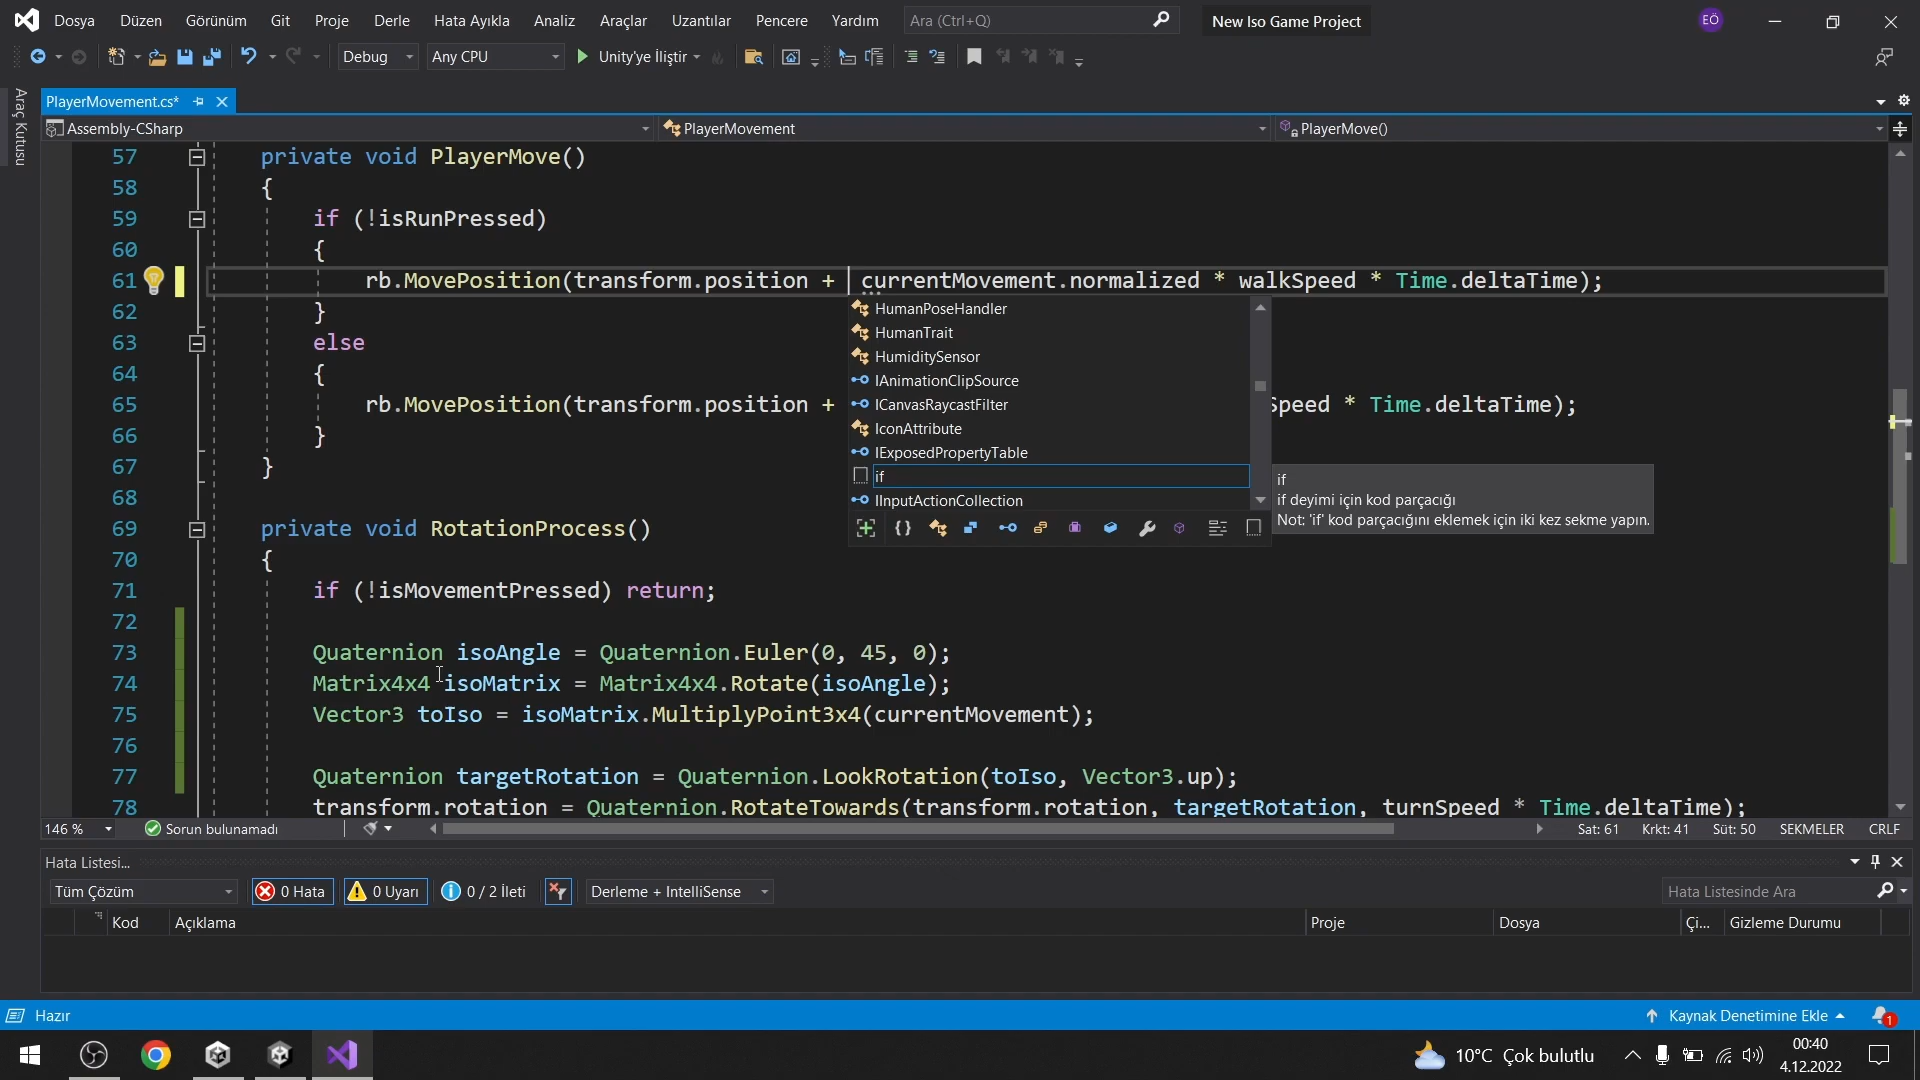 Dosya Düzen Görünüm Git Proje Derle Hata Ayıkla Analiz Araçlar Uzantılar Pencere Yardım Ara (Ctrl+Q) New Iso Game Project EÖ
Debug Any CPU Unity'ye İliştir
Araç Kutusu
PlayerMovement.cs*
Assembly-CSharp PlayerMovement PlayerMove()
57 private void PlayerMove()
58 {
59 if (!isRunPressed)
60 {
61 rb.MovePosition(transform.position + currentMovement.normalized * walkSpeed * Time.deltaTime);
62 }
63 else
64 {
65 rb.MovePosition(transform.position + Speed * Time.deltaTime);
66 }
67 }
68
69 private void RotationProcess()
70 {
71 if (!isMovementPressed) return;
72
73 Quaternion isoAngle = Quaternion.Euler(0, 45, 0);
74 Matrix4x4 isoMatrix = Matrix4x4.Rotate(isoAngle);
75 Vector3 toIso = isoMatrix.MultiplyPoint3x4(currentMovement);
76
77 Quaternion targetRotation = Quaternion.LookRotation(toIso, Vector3.up);
78 transform.rotation = Quaternion.RotateTowards(transform.rotation, targetRotation, turnSpeed * Time.deltaTime);
HumanPoseHandler
HumanTrait
HumiditySensor
IAnimationClipSource
ICanvasRaycastFilter
IconAttribute
IExposedPropertyTable
if
IInputActionCollection
if
if deyimi için kod parçacığı
Not: 'if' kod parçacığını eklemek için iki kez sekme yapın.
146 % Sorun bulunamadı Sat: 61 Krkt: 41 Süt: 50 SEKMELER CRLF
Hata Listesi...
Tüm Çözüm 0 Hata 0 Uyarı 0 / 2 İleti Derleme + IntelliSense Hata Listesinde Ara
Kod Açıklama Proje Dosya Çi... Gizleme Durumu
Hazır Kaynak Denetimine Ekle 1
10°C Çok bulutlu 00:40
4.12.2022